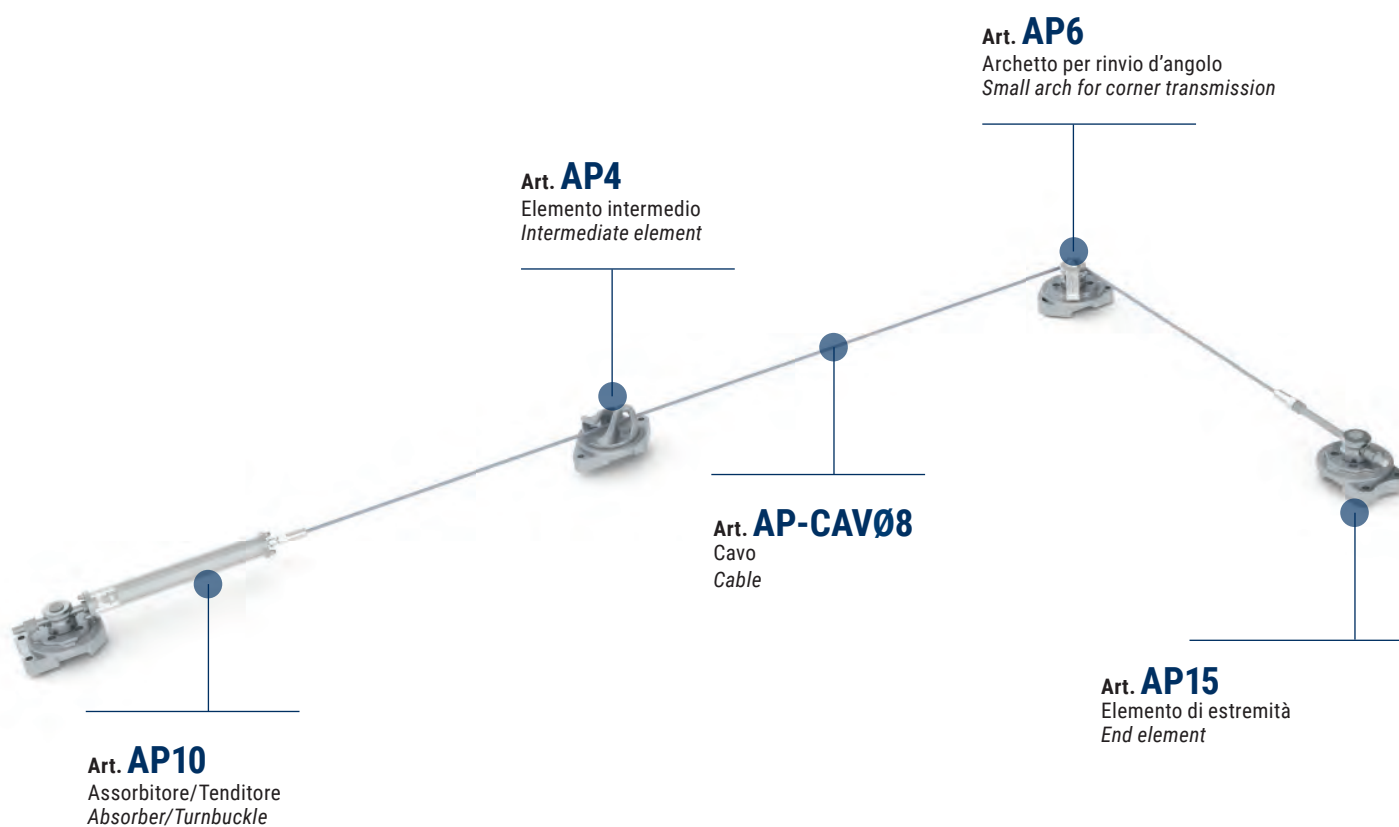 Art. AP6
Archetto per rinvio d'angolo
Small arch for corner transmission
Art. AP4
Elemento intermedio
Intermediate element
Art. AP-CAVØ8
Cavo
Cable
Art. AP15
Elemento di estremità
End element
Art. AP10
Assorbitore/Tenditore
Absorber/Turnbuckle